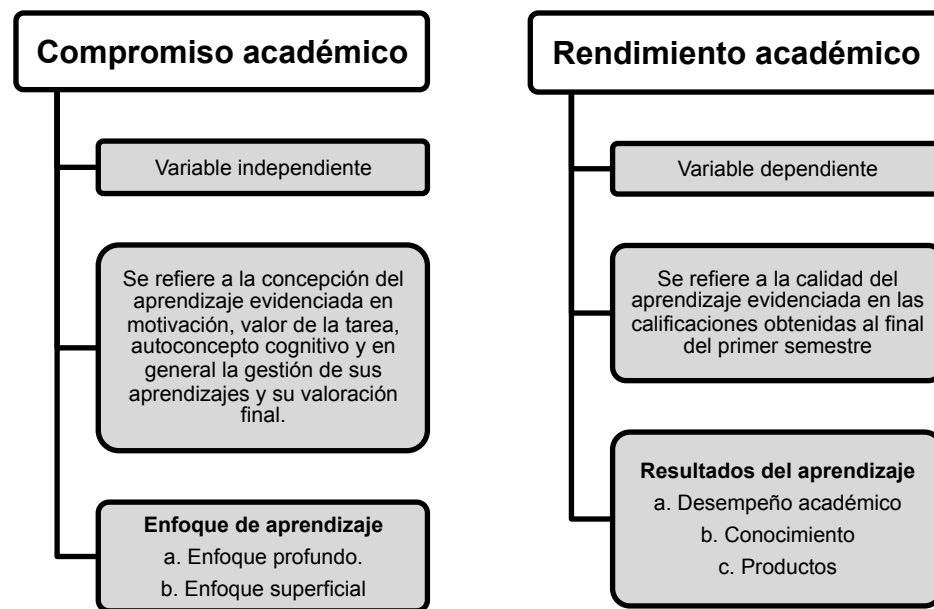 Compromiso académico
Variable independiente
Se refiere a la concepción del
aprendizaje evidenciada en
motivación, valor de la tarea,
autoconcepto cognitivo y en
general la gestión de sus
aprendizajes y su valoración
final.
Enfoque de aprendizaje
a. Enfoque profundo.
b. Enfoque superficial
Rendimiento académico
Variable dependiente
Se refiere a la calidad del
aprendizaje evidenciada en las
calificaciones obtenidas al final
del primer semestre
Resultados del aprendizaje
a. Desempeño académico
b. Conocimiento
c. Productos